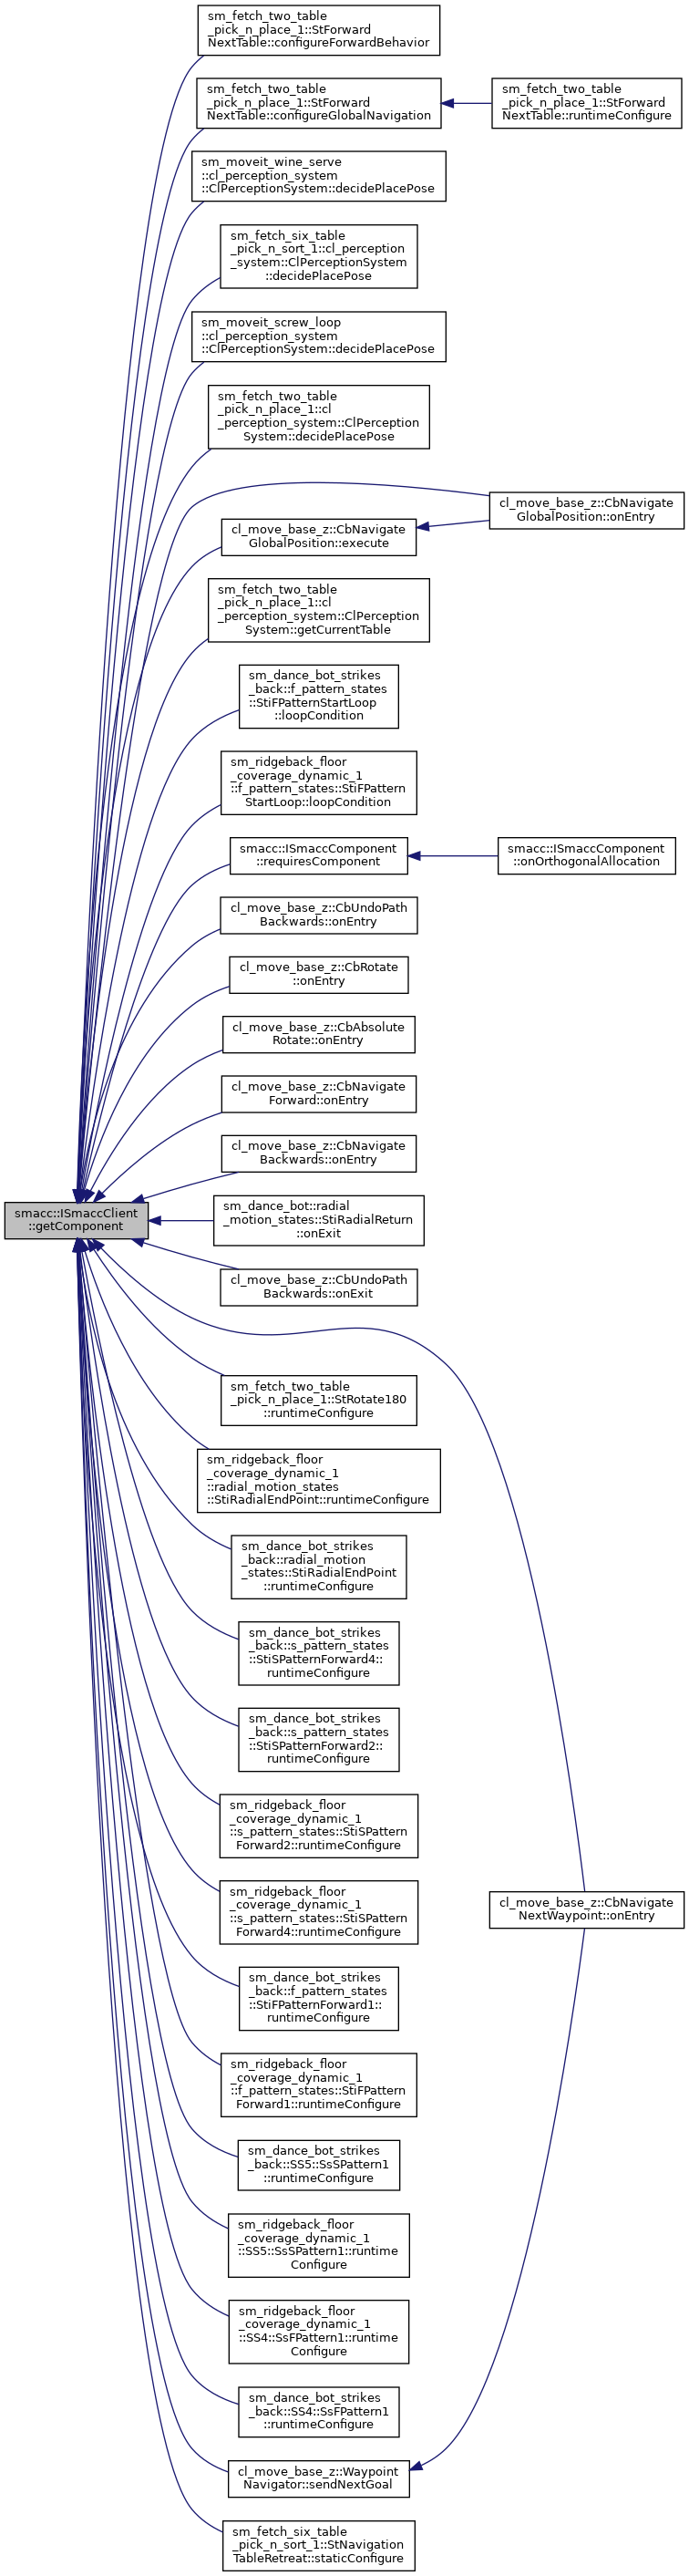 sm_fetch_two_table
_pick_n_place_1::StForward
NextTable::configureForwardBehavior
sm_fetch_two_table
_pick_n_place_1::StForward
NextTable::configureGlobalNavigation
sm_fetch_two_table
_pick_n_place_1::StForward
NextTable::runtimeConfigure
sm_moveit_wine_serve
::cl_perception_system
::ClPerceptionSystem::decidePlacePose
sm_fetch_six_table
_pick_n_sort_1::cl_perception
_system::ClPerceptionSystem
::decidePlacePose
sm_moveit_screw_loop
::cl_perception_system
::ClPerceptionSystem::decidePlacePose
sm_fetch_two_table
_pick_n_place_1::cl
_perception_system::ClPerception
System::decidePlacePose
cl_move_base_z::CbNavigate
GlobalPosition::onEntry
cl_move_base_z::CbNavigate
GlobalPosition::execute
sm_fetch_two_table
_pick_n_place_1::cl
_perception_system::ClPerception
System::getCurrentTable
sm_dance_bot_strikes
_back::f_pattern_states
::StiFPatternStartLoop
::loopCondition
sm_ridgeback_floor
_coverage_dynamic_1
::f_pattern_states::StiFPattern
StartLoop::loopCondition
smacc::ISmaccComponent
::requiresComponent
smacc::ISmaccComponent
::onOrthogonalAllocation
cl_move_base_z::CbUndoPath
Backwards::onEntry
cl_move_base_z::CbRotate
::onEntry
cl_move_base_z::CbAbsolute
Rotate::onEntry
cl_move_base_z::CbNavigate
Forward::onEntry
cl_move_base_z::CbNavigate
Backwards::onEntry
smacc::ISmaccClient
::getComponent
sm_dance_bot::radial
_motion_states::StiRadialReturn
::onExit
cl_move_base_z::CbUndoPath
Backwards::onExit
sm_fetch_two_table
_pick_n_place_1::StRotate180
::runtimeConfigure
sm_ridgeback_floor
_coverage_dynamic_1
::radial_motion_states
::StiRadialEndPoint::runtimeConfigure
sm_dance_bot_strikes
_back::radial_motion
_states::StiRadialEndPoint
::runtimeConfigure
sm_dance_bot_strikes
_back::s_pattern_states
::StiSPatternForward4::
runtimeConfigure
sm_dance_bot_strikes
_back::s_pattern_states
::StiSPatternForward2::
runtimeConfigure
sm_ridgeback_floor
_coverage_dynamic_1
::s_pattern_states::StiSPattern
Forward2::runtimeConfigure
sm_ridgeback_floor
_coverage_dynamic_1
::s_pattern_states::StiSPattern
Forward4::runtimeConfigure
cl_move_base_z::CbNavigate
NextWaypoint::onEntry
sm_dance_bot_strikes
_back::f_pattern_states
::StiFPatternForward1::
runtimeConfigure
sm_ridgeback_floor
_coverage_dynamic_1
::f_pattern_states::StiFPattern
Forward1::runtimeConfigure
sm_dance_bot_strikes
_back::SS5::SsSPattern1
::runtimeConfigure
sm_ridgeback_floor
_coverage_dynamic_1
::SS5::SsSPattern1::runtime
Configure
sm_ridgeback_floor
_coverage_dynamic_1
::SS4::SsFPattern1::runtime
Configure
sm_dance_bot_strikes
_back::SS4::SsFPattern1
::runtimeConfigure
cl_move_base_z::Waypoint
Navigator::sendNextGoal
sm_fetch_six_table
_pick_n_sort_1::StNavigation
TableRetreat::staticConfigure